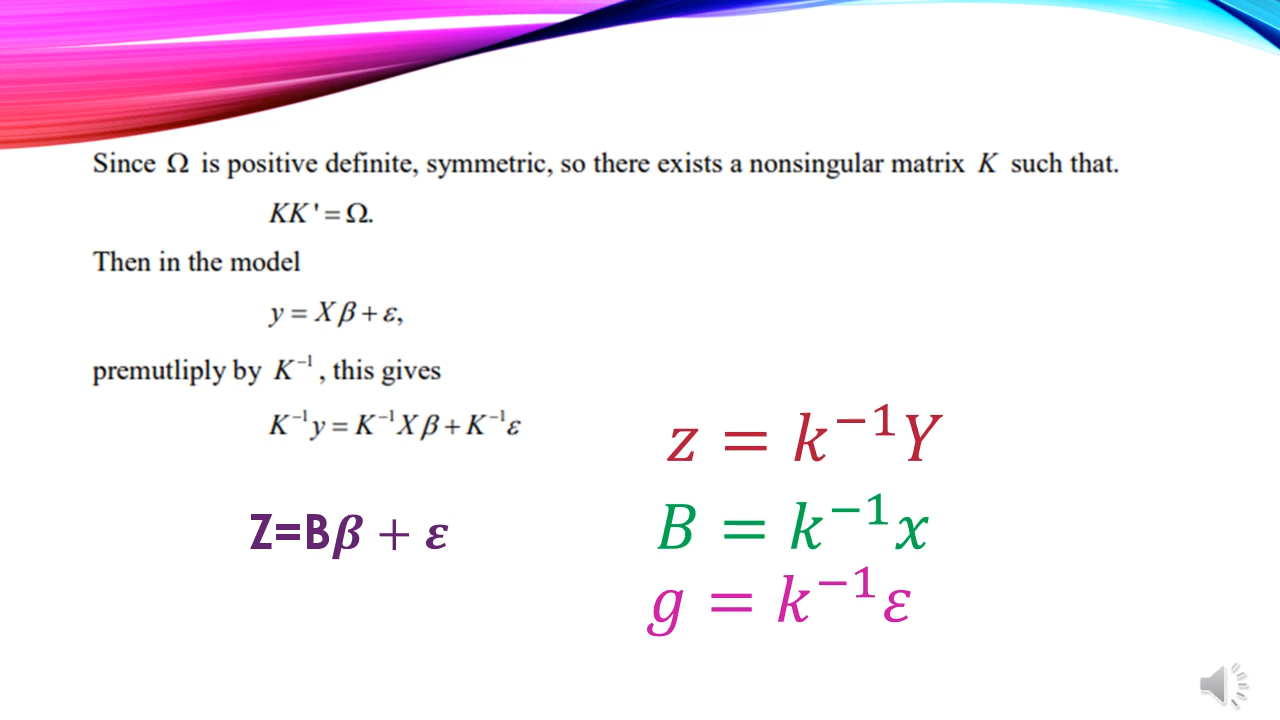 Since Ω is positive definite, symmetric, so there exists a nonsingular matrix K such that.
KK' = Ω.
Then in the model
y = Xβ + ε,
premutliply by K⁻¹, this gives
K⁻¹y = K⁻¹Xβ + K⁻¹ε
z = k⁻¹Y
Z=Bβ + ε
B = k⁻¹x
g = k⁻¹ε